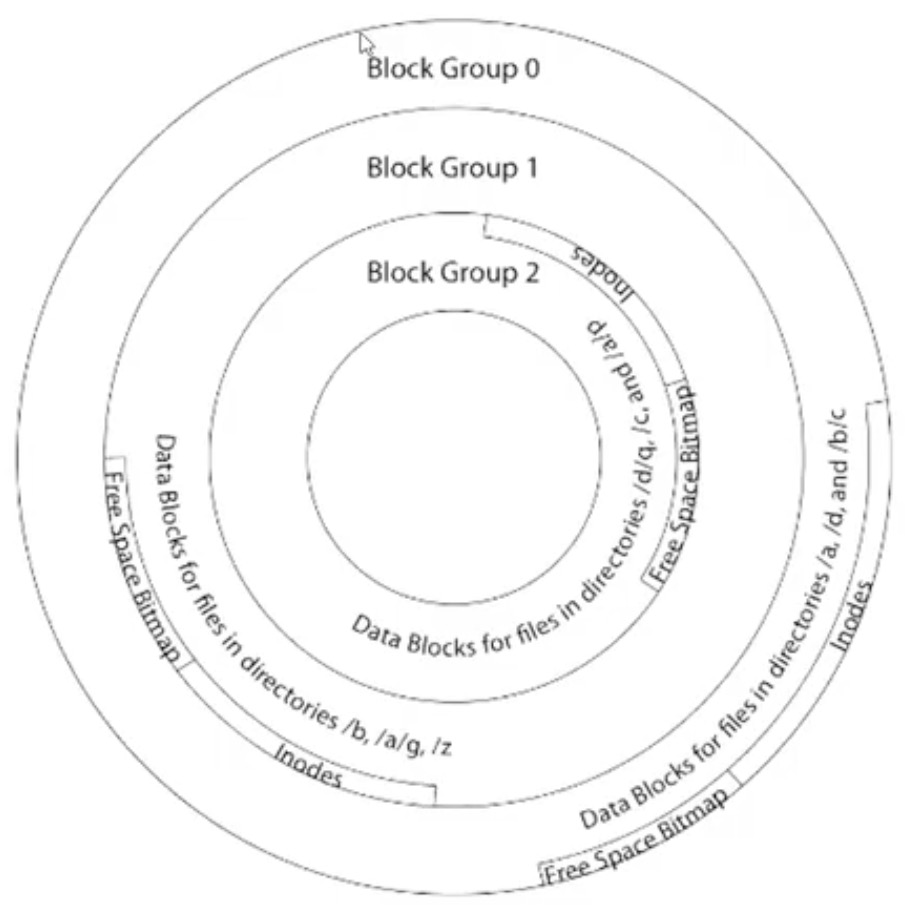 Block Group 0
Block Group 1
Block Group 2
Inodes
Free Space Bitmap
Data Blocks for files in directories /d/q, /c, and /a/p
Free Space Bitmap
Inodes
Data Blocks for files in directories /b, /a/g, /z
Inodes
Free Space Bitmap
Data Blocks for files in directories /a, /d, and /b/c